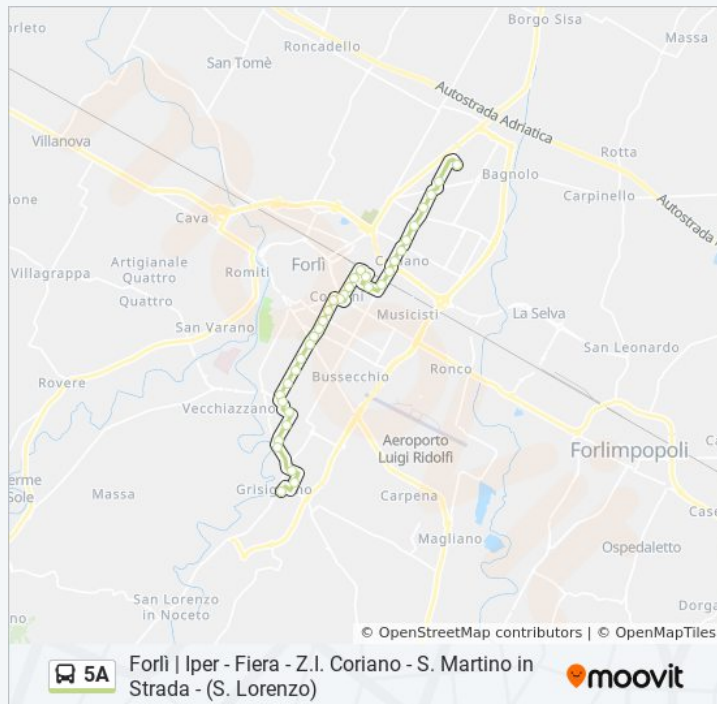 Borgo Sisa
Massa
arleto
Roncadello
San Tomè
Autostrada Adriatica
Villanova
Rotta
Bagnolo
Carpinello
ione
Cava
Autostrada A
Artigianale
Quattro
Forlì
Villagrappa
Romiti
Quattro
Musicisti
La Selva
San Varano
San Leonardo
Bussecchio
Ronco
Rovere
Vecchiazzano
Ca
Aeroporto
Luigi Ridolfi
Forlimpopoli
erme
Sole
Massa
Carpena
Case
Magliano
Ospedaletto
San Lorenzo
in Noceto
Dorga
no
© OpenStreetMap contributors | © OpenMapTiles
5A
Forlì | Iper - Fiera - Z.I. Coriano - S. Martino in
Strada - (S. Lorenzo)
moovit